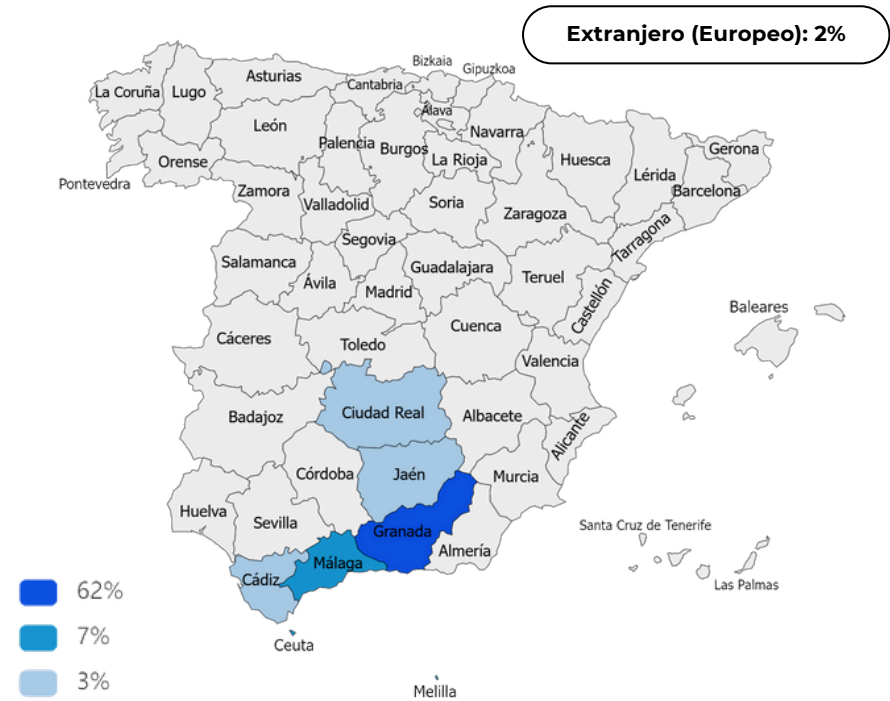 Extranjero (Europeo): 2%
Bizkaia
Gipuzkoa
Asturias
Cantabria
La Coruña
Lugo
Álava
León
Navarra
Palencia
Burgos
La Rioja
Gerona
Orense
Huesca
Lérida
Pontevedra
Zamora
Barcelona
Valladolid
Soria
Zaragoza
Segovia
Tarragona
Salamanca
Guadalajara
Ávila
Teruel
Madrid
Castellón
Baleares
Cáceres
Toledo
Cuenca
Valencia
Badajoz
Ciudad Real
Albacete
Alicante
Córdoba
Jaén
Murcia
Huelva
Sevilla
Granada
Santa Cruz de Tenerife
Almería
Málaga
Cádiz
Las Palmas
62%
7%
3%
Ceuta
Melilla